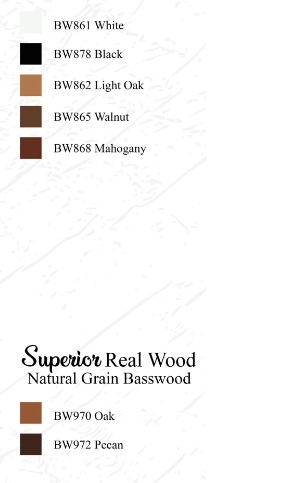 BW861 White
BW878 Black
BW862 Light Oak
BW865 Walnut
BW868 Mahogany
Superior Real Wood
Natural Grain Basswood
BW970 Oak
BW972 Pecan